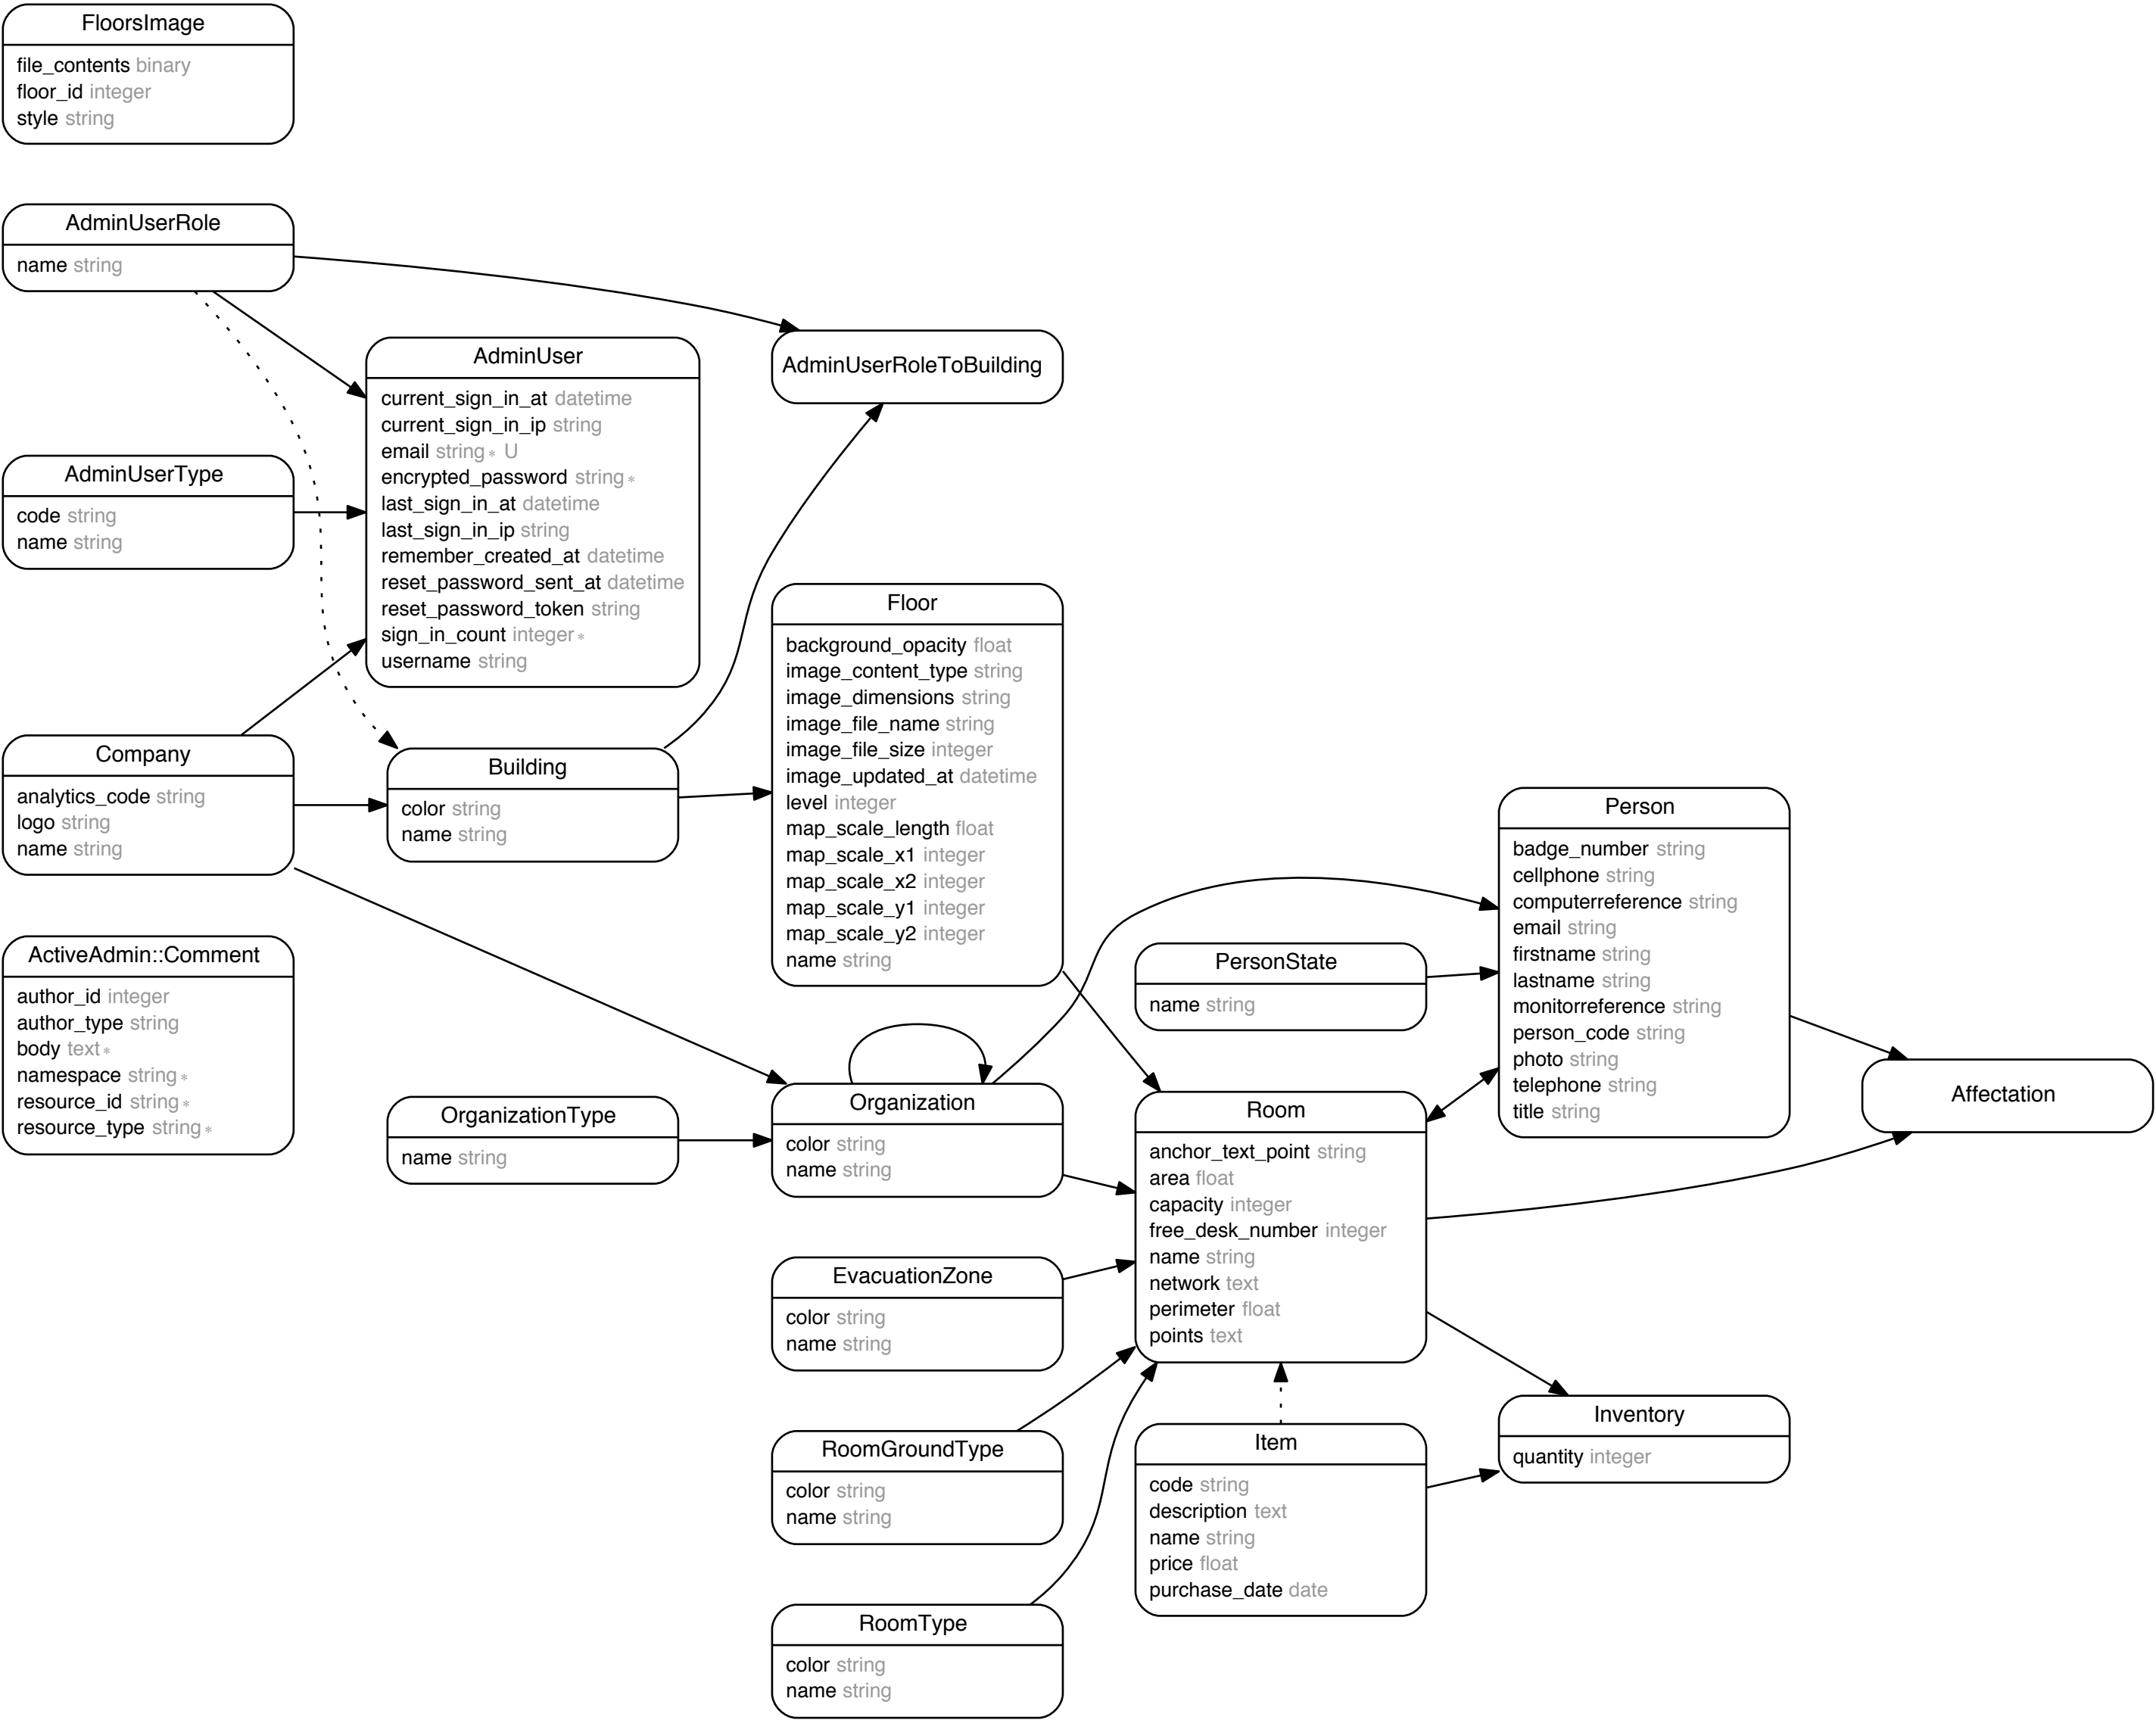 FloorsImage
file_contents binary
floor_id integer
style string
AdminUserRole
name string
AdminUserType
code string
name string
AdminUser
current_sign_in_at datetime
current_sign_in_ip string
email string* U
encrypted_password string*
last_sign_in_at datetime
last_sign_in_ip string
remember_created_at datetime
reset_password_sent_at datetime
reset_password_token string
sign_in_count integer*
username string
AdminUserRoleToBuilding
Company
analytics_code string
logo string
name string
Building
color string
name string
Floor
background_opacity float
image_content_type string
image_dimensions string
image_file_name string
image_file_size integer
image_updated_at datetime
level integer
map_scale_length float
map_scale_x1 integer
map_scale_x2 integer
map_scale_y1 integer
map_scale_y2 integer
name string
ActiveAdmin::Comment
author_id integer
author_type string
body text*
namespace string*
resource_id string*
resource_type string*
OrganizationType
name string
Organization
color string
name string
PersonState
name string
Person
badge_number string
cellphone string
computerreference string
email string
firstname string
lastname string
monitorreference string
person_code string
photo string
telephone string
title string
Affectation
Room
anchor_text_point string
area float
capacity integer
free_desk_number integer
name string
network text
perimeter float
points text
EvacuationZone
color string
name string
RoomGroundType
color string
name string
RoomType
color string
name string
Item
code string
description text
name string
price float
purchase_date date
Inventory
quantity integer